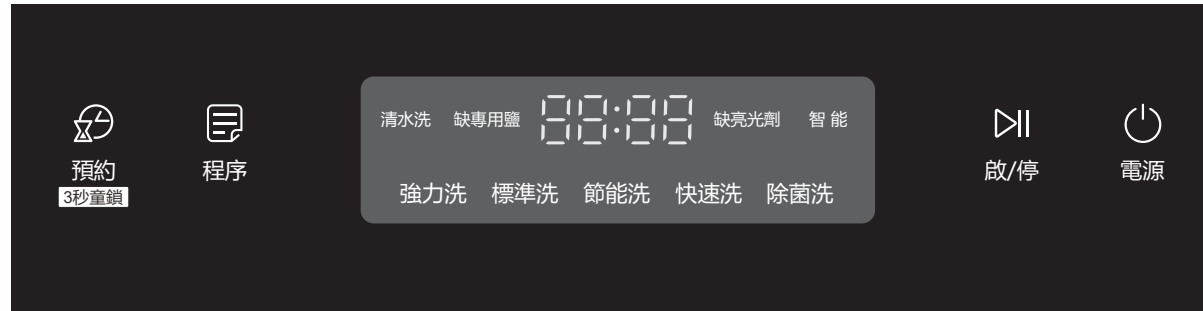 清水洗 缺專用鹽 88:88 缺亮光劑 智能
預約 程序 啟/停 電源
3秒童鎖
強力洗 標準洗 節能洗 快速洗 除菌洗